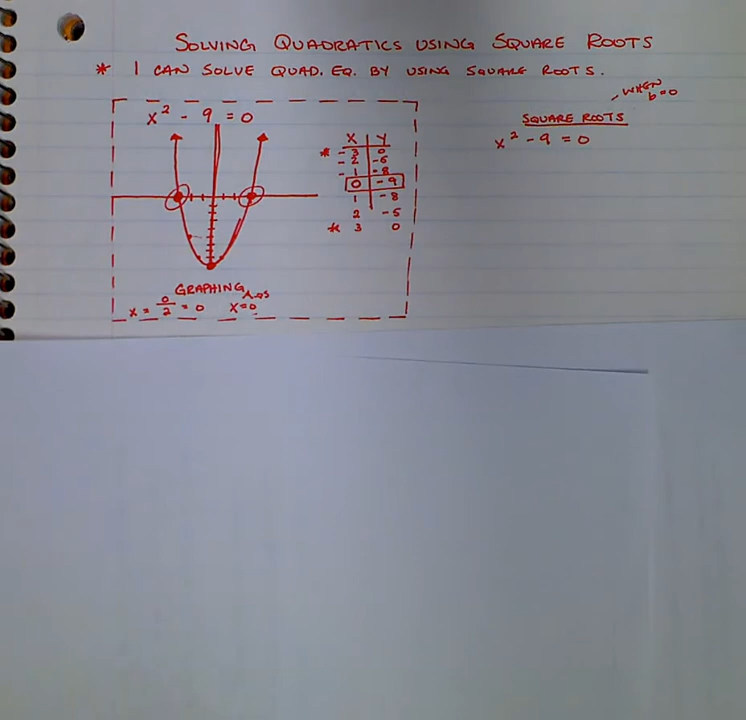 SOLVING QUADRATICS USING SQUARE ROOTS
* I CAN SOLVE QUAD. EQ. BY USING SQUARE ROOTS.
x² - 9 = 0
X Y
* -3 0
-2 -5
-1 -8
0 -9
1 -8
2 -5
* 3 0
GRAPHING
A.O.S
x = 0/2 = 0 X=0
WHEN
b=0
SQUARE ROOTS
x² - 9 = 0